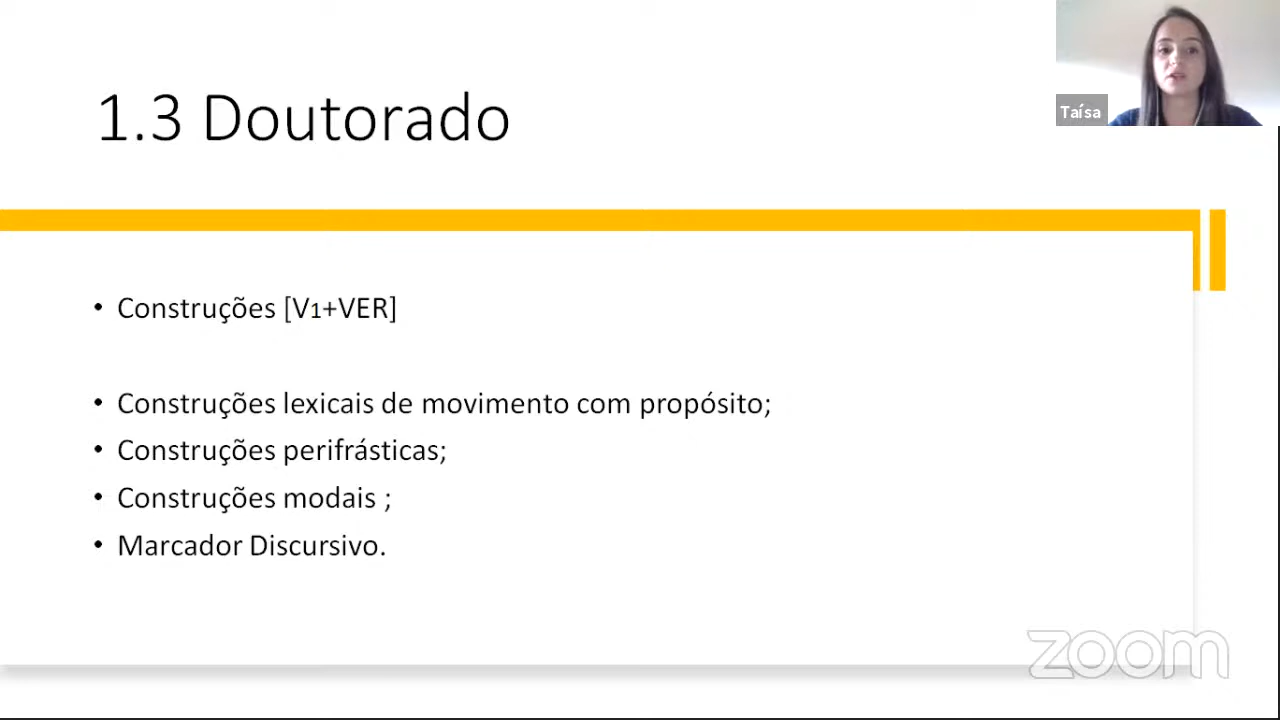 1.3 Doutorado
Taísa
• Construções [V1+VER]
• Construções lexicais de movimento com propósito;
• Construções perifrásticas;
• Construções modais ;
• Marcador Discursivo.
zoom